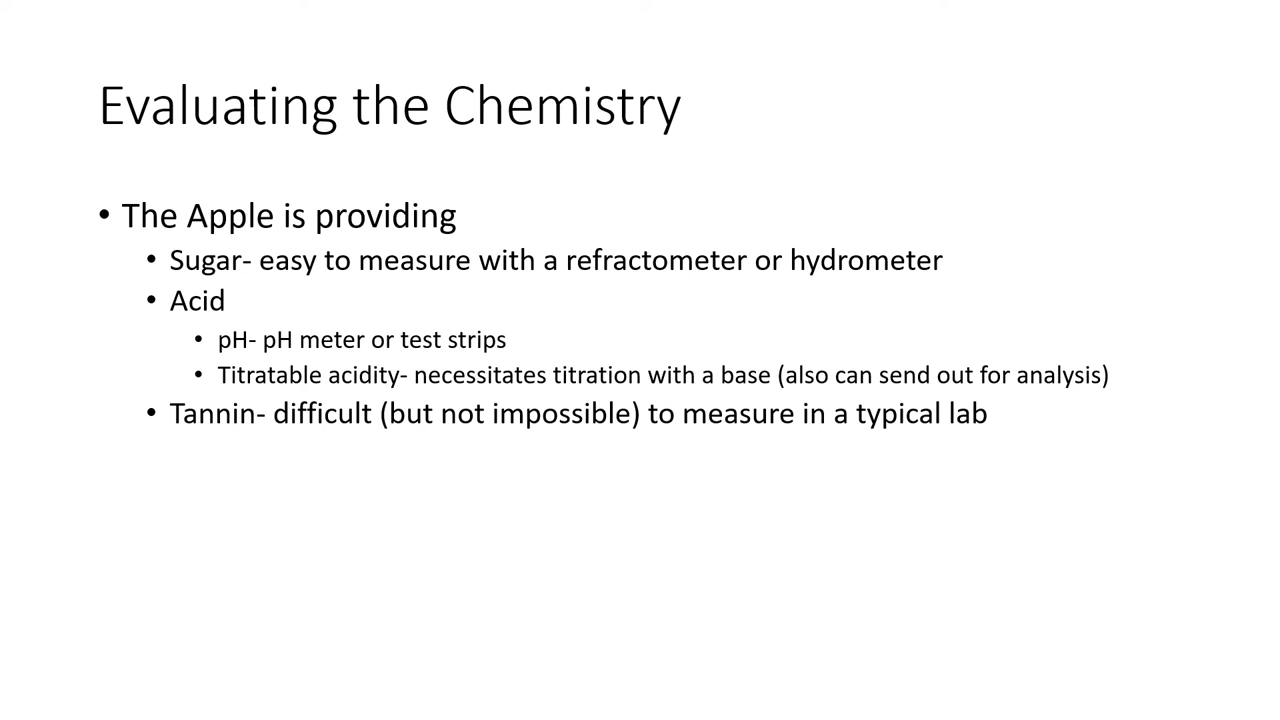 Evaluating the Chemistry
• The Apple is providing
• Sugar- easy to measure with a refractometer or hydrometer
• Acid
• pH- pH meter or test strips
• Titratable acidity- necessitates titration with a base (also can send out for analysis)
• Tannin- difficult (but not impossible) to measure in a typical lab